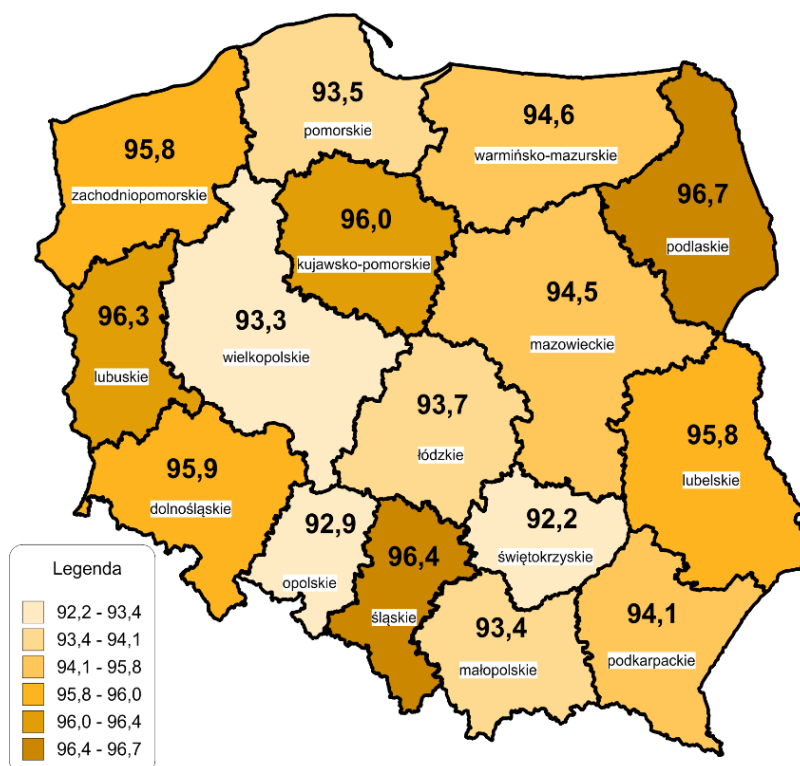 93,5
pomorskie
94,6
warmińsko-mazurskie
95,8
zachodniopomorskie
96,7
podlaskie
96,0
kujawsko-pomorskie
94,5
mazowieckie
96,3
lubuskie
93,3
wielkopolskie
93,7
łódzkie
95,8
lubelskie
95,9
dolnośląskie
92,9
opolskie
96,4
śląskie
92,2
świętokrzyskie
93,4
małopolskie
94,1
podkarpackie
Legenda
92,2 - 93,4
93,4 - 94,1
94,1 - 95,8
95,8 - 96,0
96,0 - 96,4
96,4 - 96,7